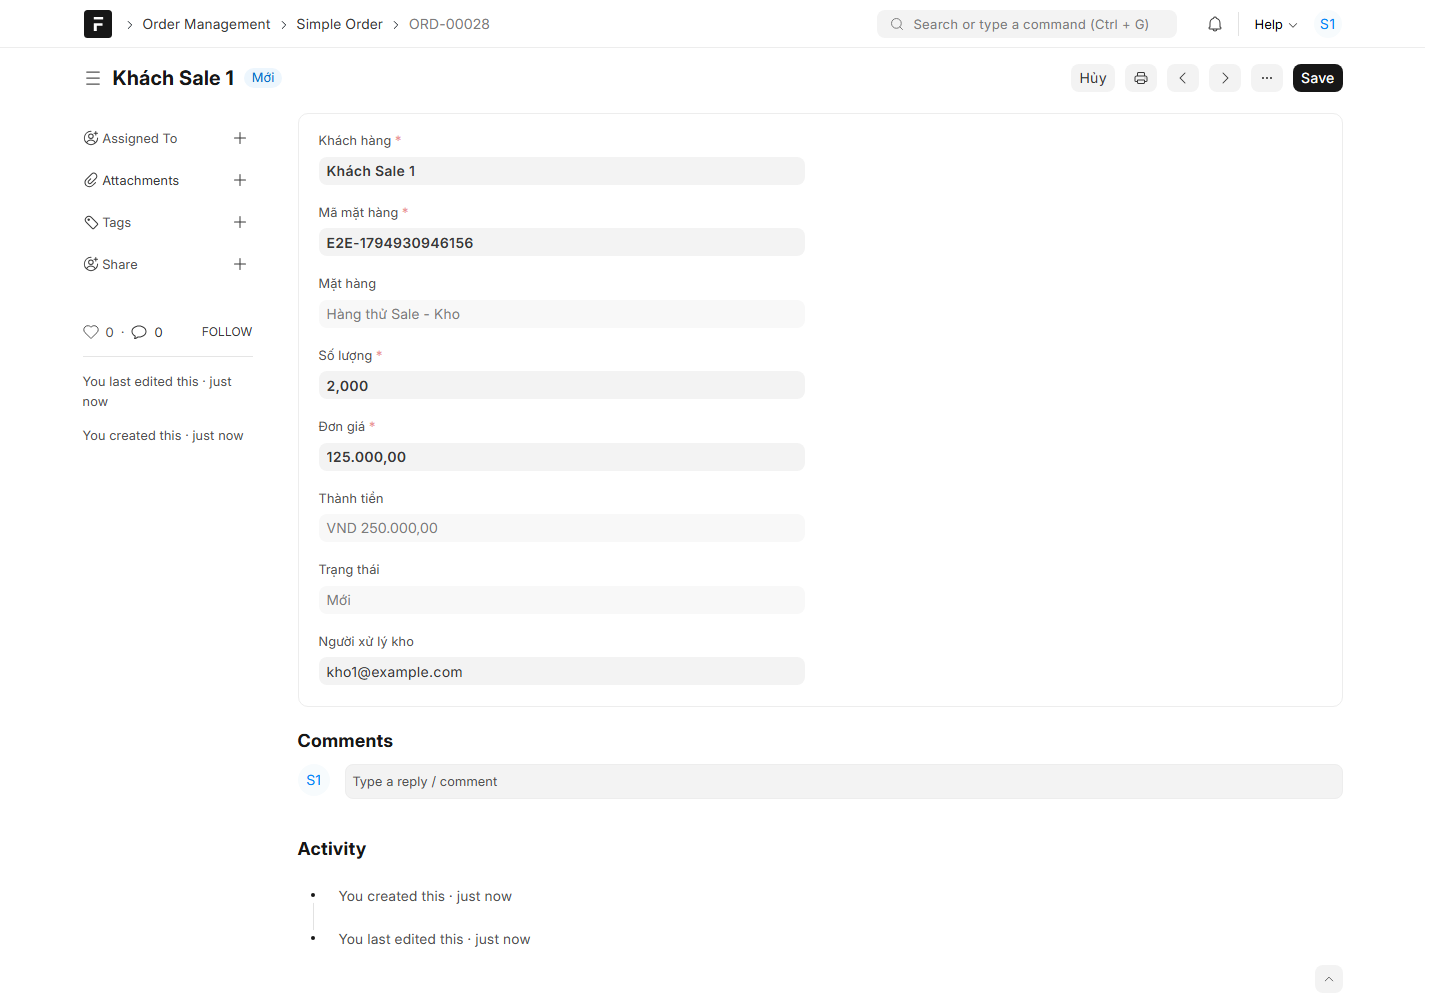 Order Management
Simple Order
ORD-00028
Search or type a command (Ctrl + G)
Help
S1
Khách Sale 1
Mới
Hủy
Save
Assigned To
Attachments
Tags
Share
0 · 0
FOLLOW
You last edited this · just
now
You created this · just now
Khách hàng *
Khách Sale 1
Mã mặt hàng *
E2E-1794930946156
Mặt hàng
Hàng thử Sale - Kho
Số lượng *
2,000
Đơn giá *
125.000,00
Thành tiền
VND 250.000,00
Trạng thái
Mới
Người xử lý kho
kho1@example.com
Comments
S1
Type a reply / comment
Activity
You created this · just now
You last edited this · just now